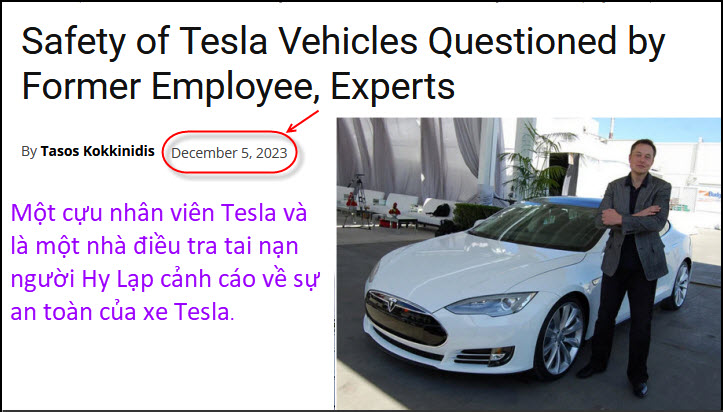 Safety of Tesla Vehicles Questioned by
Former Employee, Experts
By Tasos Kokkinidis December 5, 2023
Một cựu nhân viên Tesla và
là một nhà điều tra tai nạn
người Hy Lạp cảnh cáo về sự
an toàn của xe Tesla.